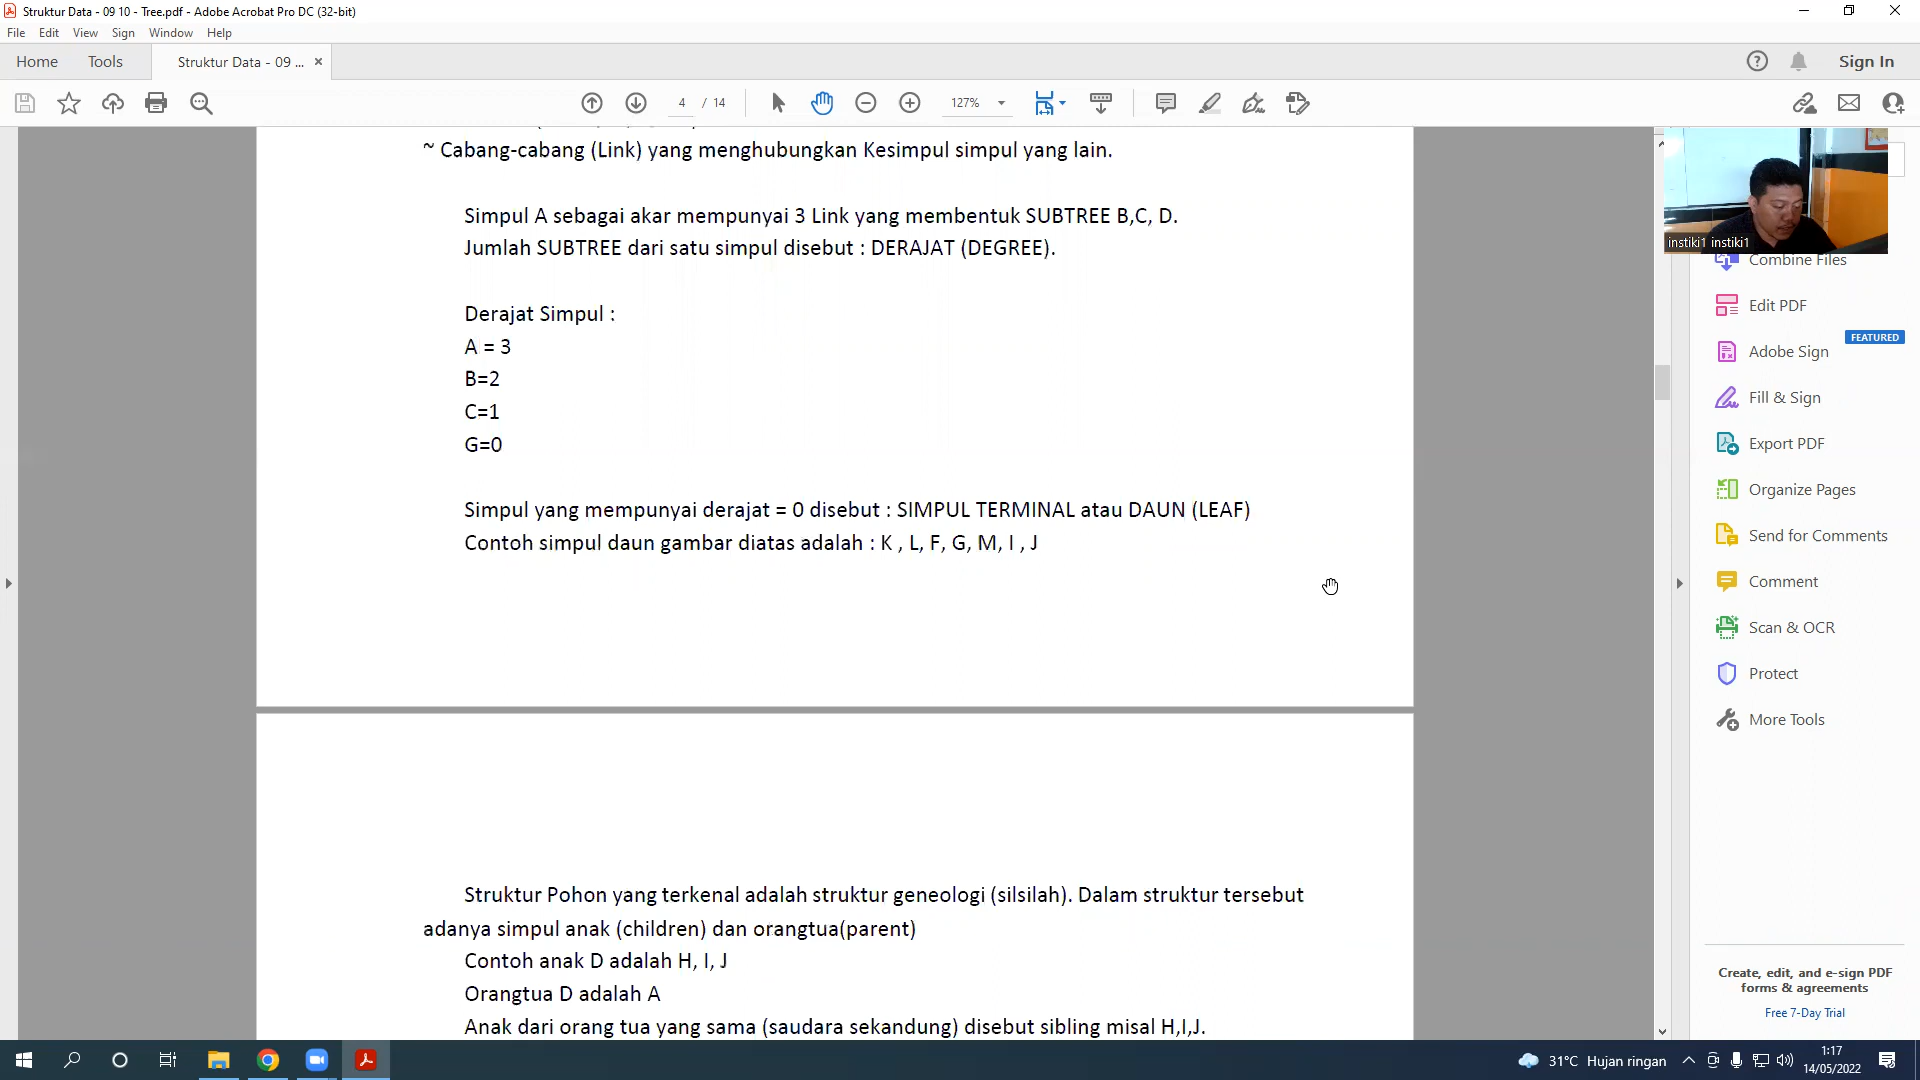 Struktur Data - 09 10 - Tree.pdf - Adobe Acrobat Pro DC (32-bit)
File Edit View Sign Window Help
Home Tools Struktur Data - 09 ... Sign In
4 / 14 127%
~ Cabang-cabang (Link) yang menghubungkan Kesimpul simpul yang lain.
Simpul A sebagai akar mempunyai 3 Link yang membentuk SUBTREE B,C, D.
Jumlah SUBTREE dari satu simpul disebut : DERAJAT (DEGREE).
Derajat Simpul :
A = 3
B=2
C=1
G=0
Simpul yang mempunyai derajat = 0 disebut : SIMPUL TERMINAL atau DAUN (LEAF)
Contoh simpul daun gambar diatas adalah : K , L, F, G, M, I , J
Struktur Pohon yang terkenal adalah struktur geneologi (silsilah). Dalam struktur tersebut
adanya simpul anak (children) dan orangtua(parent)
Contoh anak D adalah H, I, J
Orangtua D adalah A
Anak dari orang tua yang sama (saudara sekandung) disebut sibling misal H,I,J.
instiki1 instiki1
Combine Files
Edit PDF
FEATURED
Adobe Sign
Fill & Sign
Export PDF
Organize Pages
Send for Comments
Comment
Scan & OCR
Protect
More Tools
Create, edit, and e-sign PDF
forms & agreements
Free 7-Day Trial
31°C Hujan ringan
1:17
14/05/2022